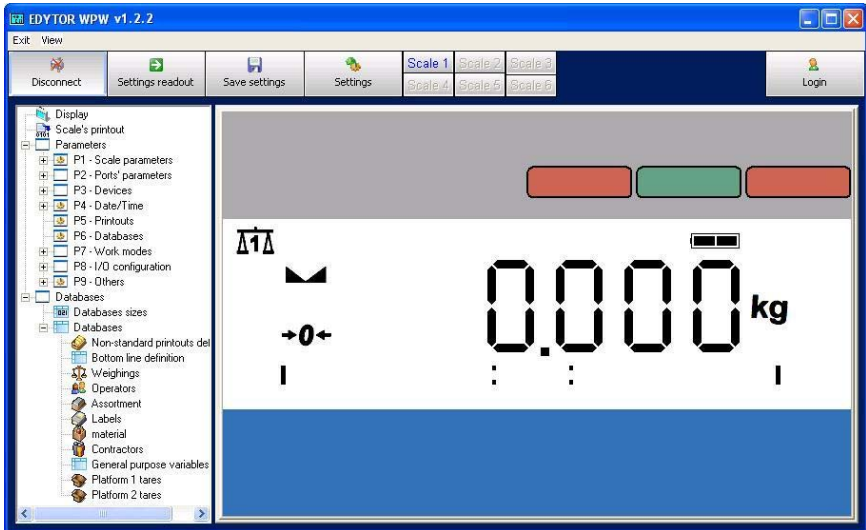 EDYTOR WPW v1.2.2
Exit View
Disconnect Settings readout Save settings Settings Scale 1 Scale 2 Scale 3 Login
Scale 4 Scale 5 Scale 6
Display
Scale's printout
Parameters
P1 - Scale parameters
P2 - Ports' parameters
P3 - Devices
P4 - Date/Time
P5 - Printouts
P6 - Databases
P7 - Work modes
P8 - I/O configuration
P9 - Others
Databases
Databases sizes
Databases
Non-standard printouts del
Bottom line definition
Weighings
Operators
Assortment
Labels
material
Contractors
General purpose variables
Platform 1 tares
Platform 2 tares
1
0.000 kg
→0←